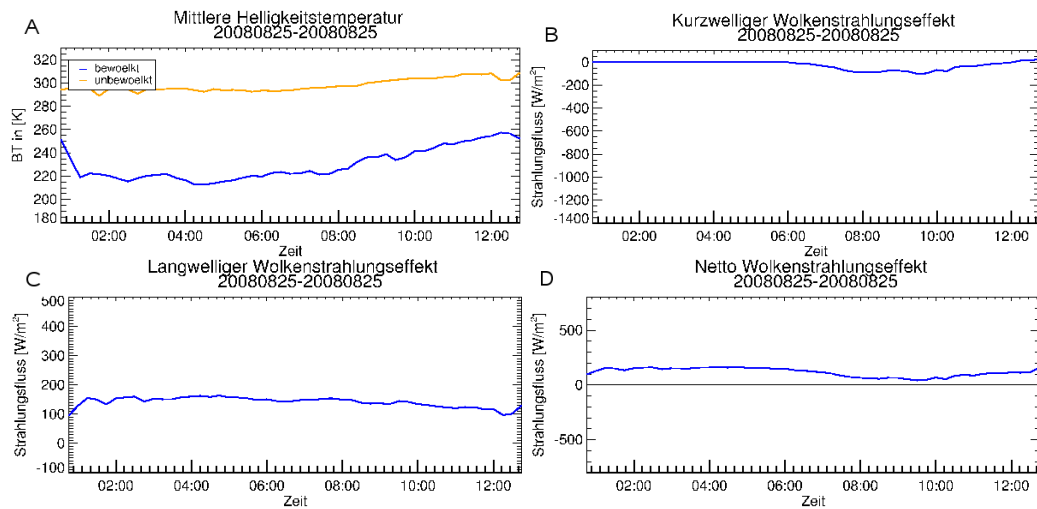 A
Mittlere Helligkeitstemperatur
20080825-20080825
bewoelkt
unbewoelkt
BT in [K]
320
300
280
260
240
220
200
180
02:00 04:00 06:00 08:00 10:00 12:00
Zeit
B
Kurzwelliger Wolkenstrahlungseffekt
20080825-20080825
Strahlungsfluss [W/m²]
0
-200
-400
-600
-800
-1000
-1200
-1400
02:00 04:00 06:00 08:00 10:00 12:00
Zeit
C
Langwelliger Wolkenstrahlungseffekt
20080825-20080825
Strahlungsfluss [W/m²]
500
400
300
200
100
0
-100
02:00 04:00 06:00 08:00 10:00 12:00
Zeit
D
Netto Wolkenstrahlungseffekt
20080825-20080825
Strahlungsfluss [W/m²]
500
0
-500
02:00 04:00 06:00 08:00 10:00 12:00
Zeit